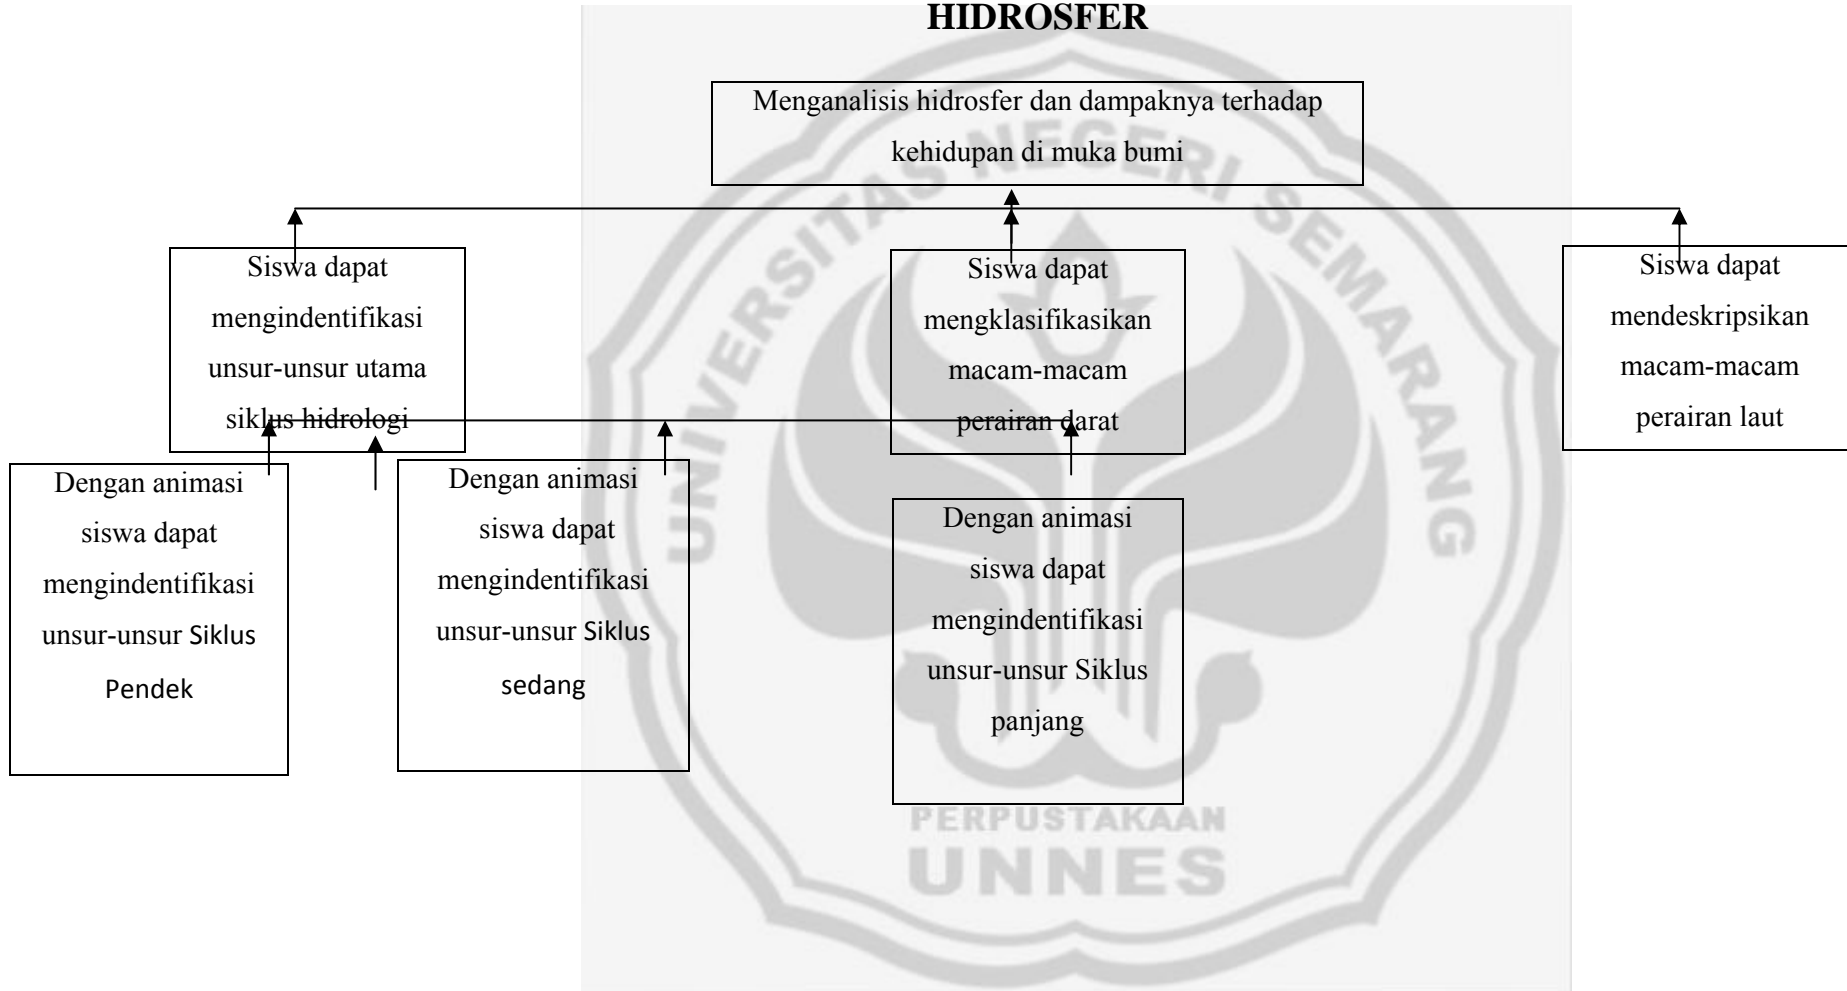 HIDROSFER
Menganalisis hidrosfer dan dampaknya terhadap
kehidupan di muka bumi
Siswa dapat
mengindentifikasi
unsur-unsur utama
siklus hidrologi
Siswa dapat
mengklasifikasikan
macam-macam
perairan darat
Siswa dapat
mendeskripsikan
macam-macam
perairan laut
Dengan animasi
siswa dapat
mengindentifikasi
unsur-unsur Siklus
Pendek
Dengan animasi
siswa dapat
mengindentifikasi
unsur-unsur Siklus
sedang
Dengan animasi
siswa dapat
mengindentifikasi
unsur-unsur Siklus
panjang
UNIVERSITAS NEGERI SEMARANG
PERPUSTAKAAN
UNNES